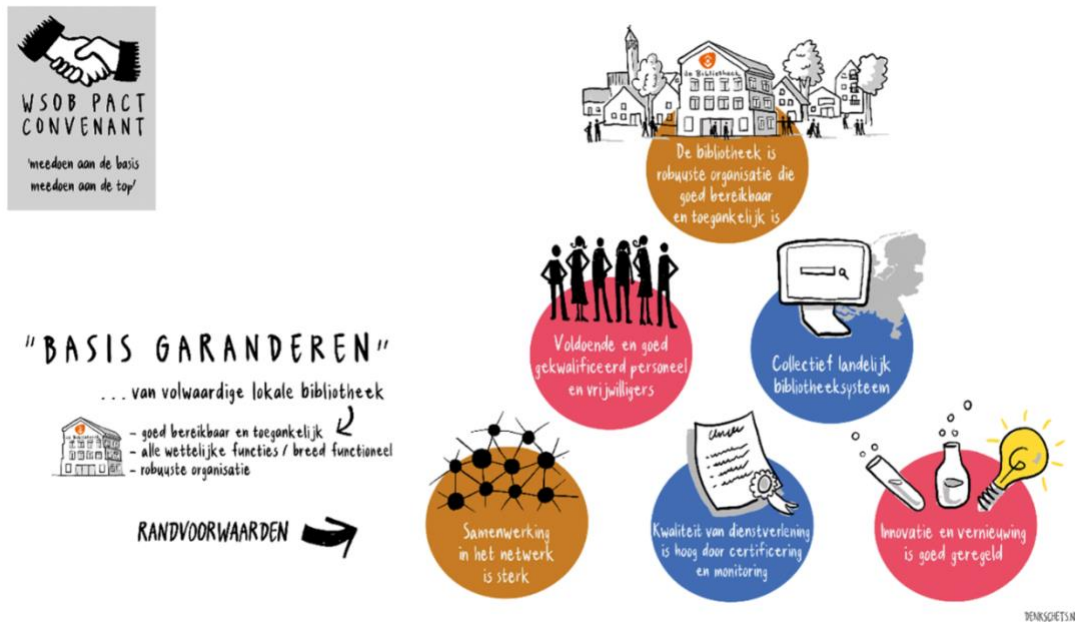 WSOB PACT
CONVENANT
'meedoen aan de basis
meedoen aan de top'
"BASIS GARANDEREN"
... van volwaardige lokale bibliotheek
- goed bereikbaar en toegankelijk
- alle wettelijke functies / breed functioneel
- robuuste organisatie
RANDVOORWAARDEN
de Bibliotheek
De bibliotheek is
robuuste organisatie die
goed bereikbaar
en toegankelijk is
Voldoende en goed
gekwalificeerd personeel
en vrijwilligers
Collectief landelijk
bibliotheeksysteem
Samenwerking
in het netwerk
is sterk
Kwaliteit van dienstverlening
is hoog door certificering
en monitoring
Innovatie en vernieuwing
is goed geregeld